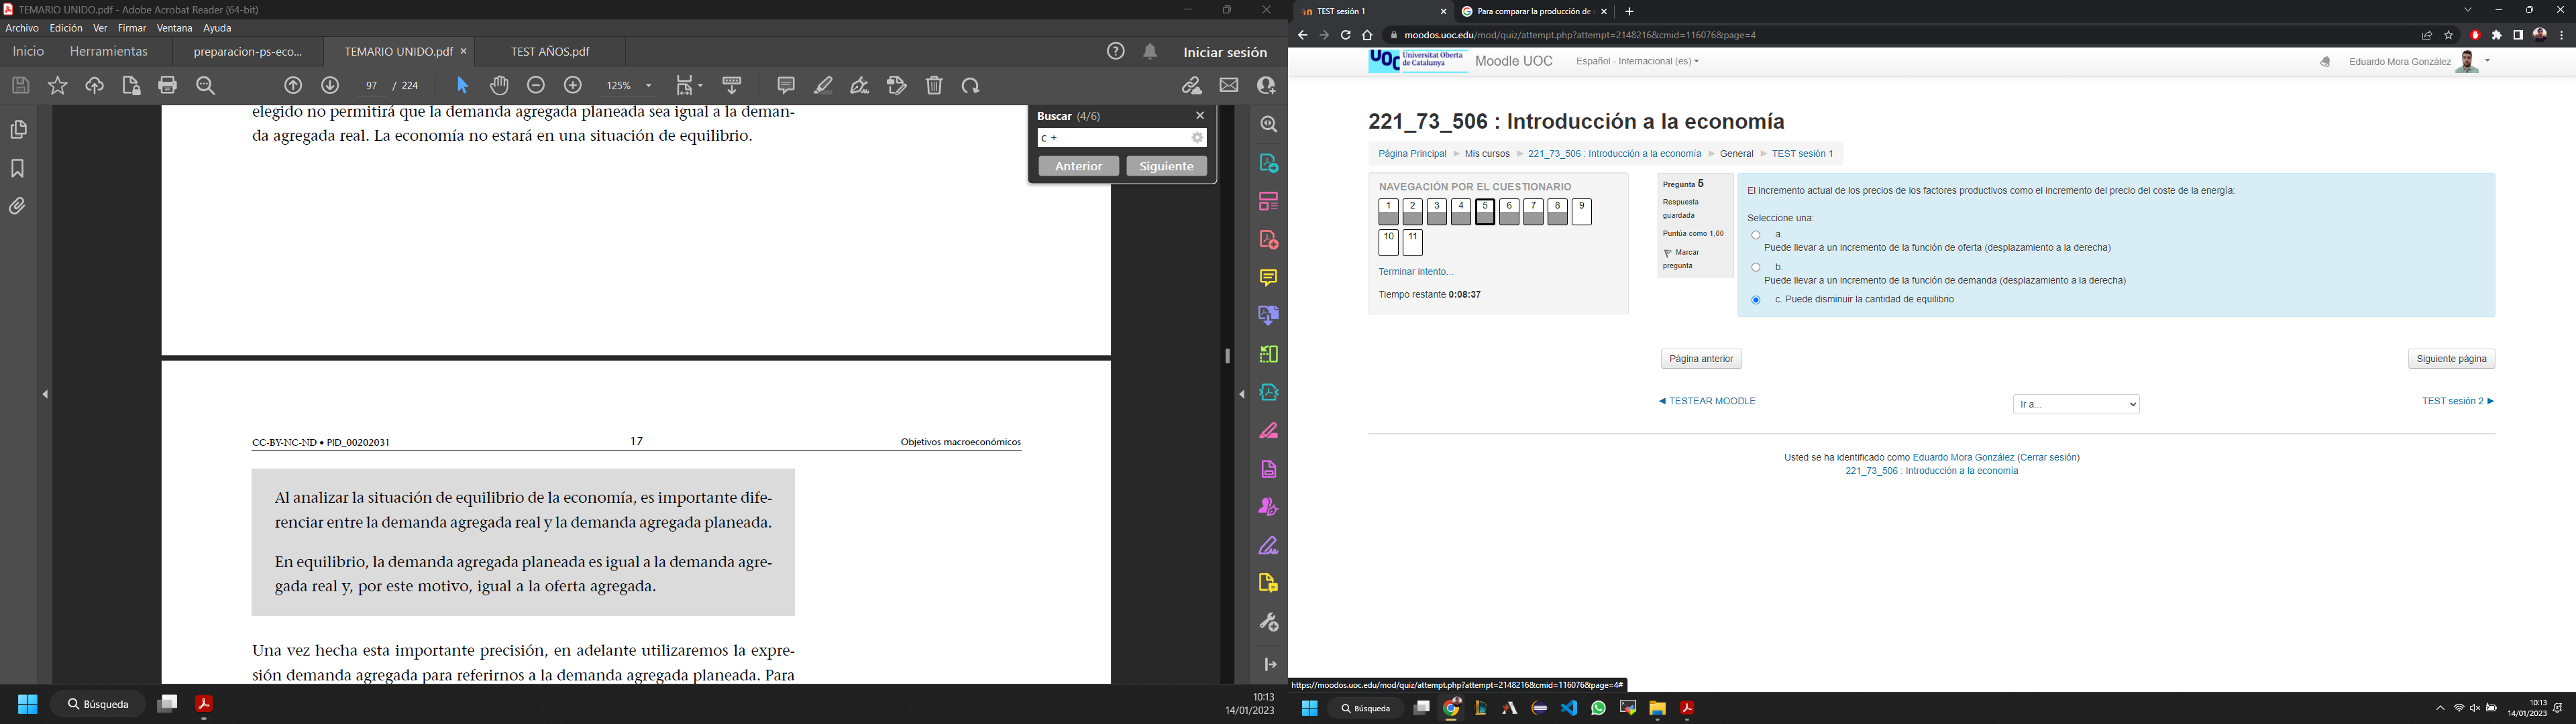 TEMARIO UNIDO.pdf - Adobe Acrobat Reader (64-bit)
Archivo Edición Ver Firmar Ventana Ayuda
Inicio Herramientas preparacion-ps-eco... TEMARIO UNIDO.pdf × TEST AÑOS.pdf Iniciar sesión
97 / 224 125%
elegido no permitirá que la demanda agregada planeada sea igual a la deman-
da agregada real. La economía no estará en una situación de equilibrio.
Buscar (4/6)
c +
Anterior Siguiente
CC-BY-NC-ND • PID_00202031 17 Objetivos macroeconómicos
Al analizar la situación de equilibrio de la economía, es importante dife-
renciar entre la demanda agregada real y la demanda agregada planeada.
En equilibrio, la demanda agregada planeada es igual a la demanda agre-
gada real y, por este motivo, igual a la oferta agregada.
Una vez hecha esta importante precisión, en adelante utilizaremos la expre-
sión demanda agregada para referirnos a la demanda agregada planeada. Para
Búsqueda
10:13
14/01/2023
TEST sesión 1
Para comparar la producción de
moodos.uoc.edu/mod/quiz/attempt.php?attempt=2148216&cmid=116076&page=4
UOC Universitat Oberta
de Catalunya
Moodle UOC Español - Internacional (es) Eduardo Mora González
221_73_506 : Introducción a la economía
Página Principal ► Mis cursos ► 221_73_506 : Introducción a la economía ► General ► TEST sesión 1
NAVEGACIÓN POR EL CUESTIONARIO
1 2 3 4 5 6 7 8 9
10 11
Terminar intento...
Tiempo restante 0:08:37
Pregunta 5
Respuesta
guardada
Puntúa como 1,00
Marcar
pregunta
El incremento actual de los precios de los factores productivos como el incremento del precio del coste de la energía:
Seleccione una:
a.
Puede llevar a un incremento de la función de oferta (desplazamiento a la derecha)
b.
Puede llevar a un incremento de la función de demanda (desplazamiento a la derecha)
c. Puede disminuir la cantidad de equilibrio
Página anterior Siguiente página
◄ TESTEAR MOODLE Ir a... TEST sesión 2 ►
Usted se ha identificado como Eduardo Mora González (Cerrar sesión)
221_73_506 : Introducción a la economía
https://moodos.uoc.edu/mod/quiz/attempt.php?attempt=2148216&cmid=116076&page=4#
Búsqueda
10:13
14/01/2023